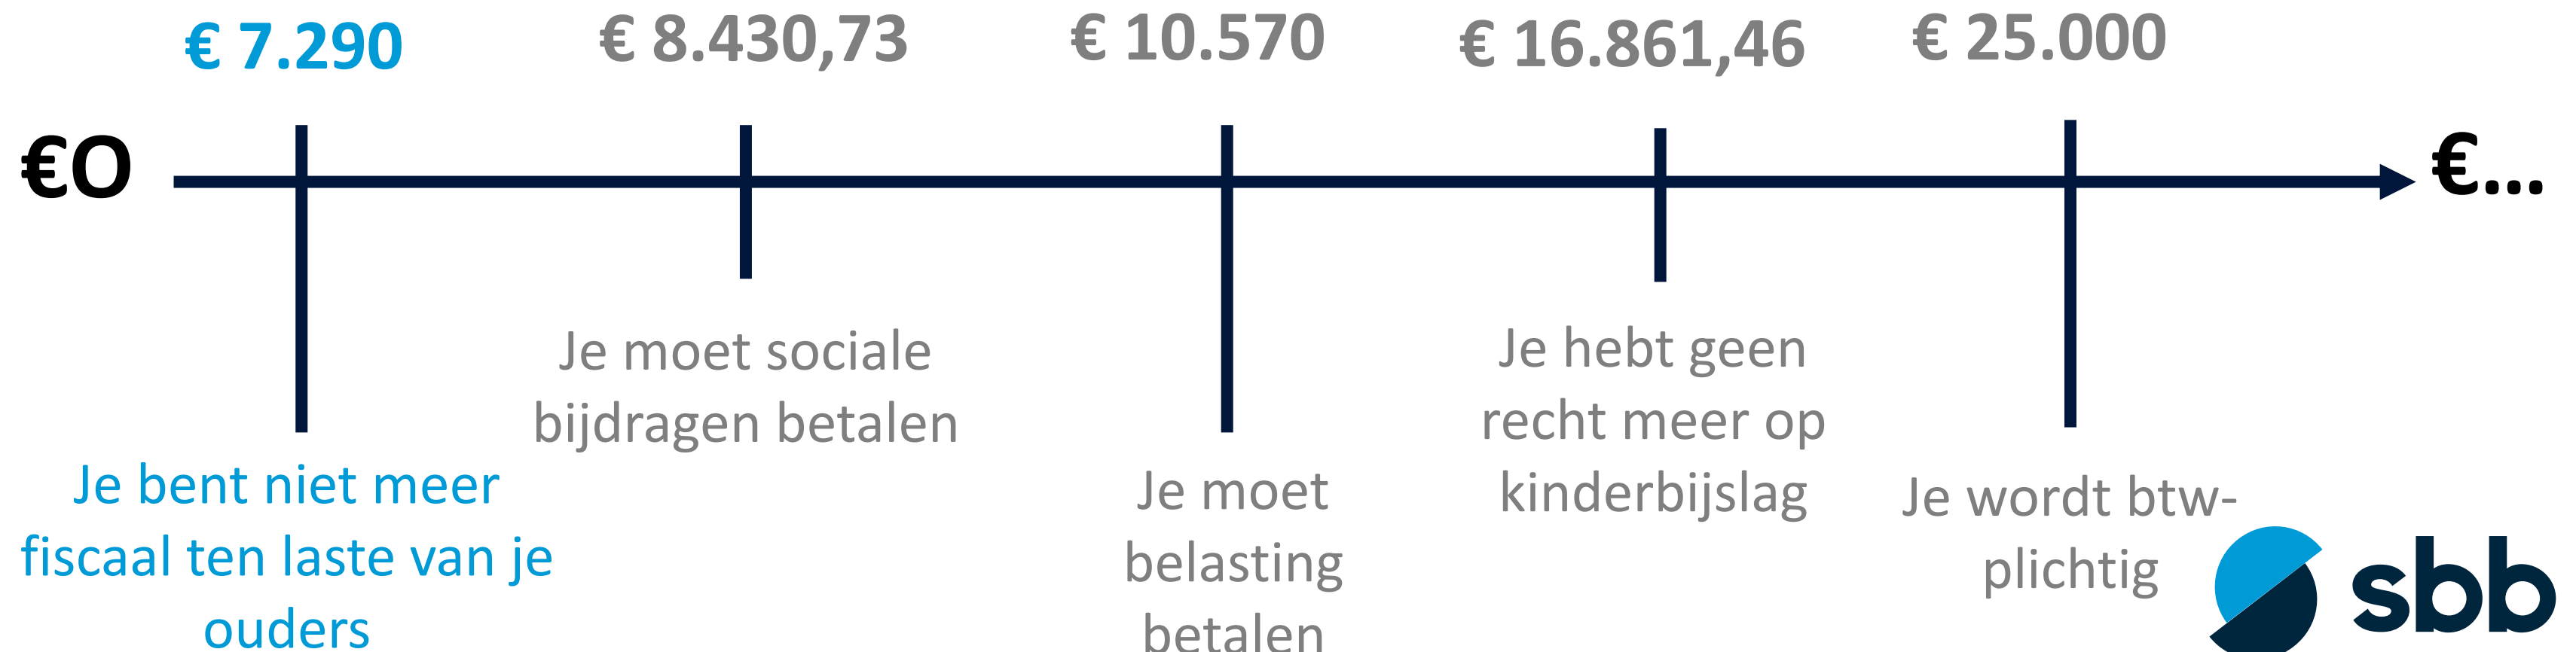 € 7.290
€ 8.430,73
€ 10.570
€ 16.861,46
€ 25.000
€O
€...
Je bent niet meer
fiscaal ten laste van je
ouders
Je moet sociale
bijdragen betalen
Je moet
belasting
betalen
Je hebt geen
recht meer op
kinderbijslag
Je wordt btw-
plichtig
sbb